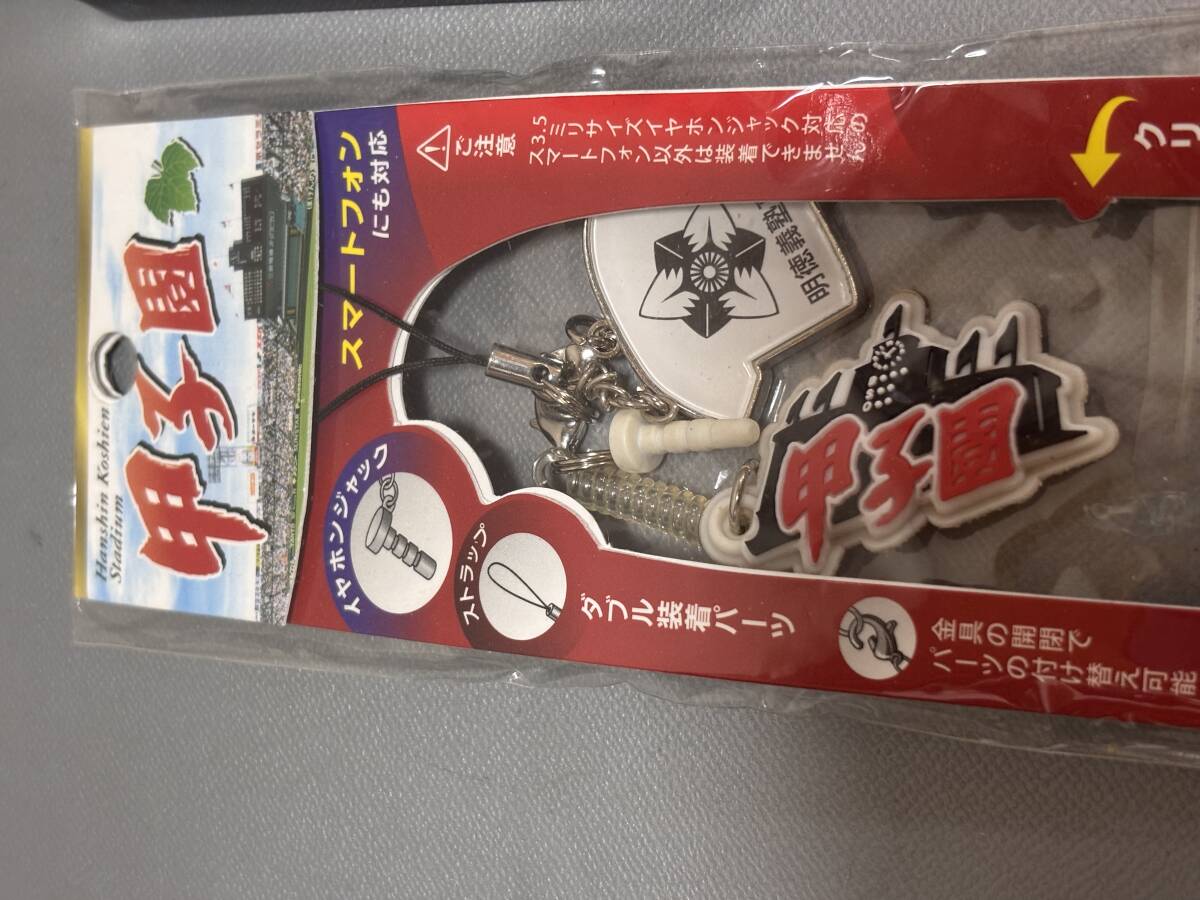 Hanshin Koshien
Stadium
甲子園
スマートフォン
にも対応
ご注意
3.5ミリサイズイヤホンジャック対応の
スマートフォン以外は装着できません
イヤホンジャック
ストラップ
ダブル装着パーツ
明徳義塾
甲子園
金具の開閉で
パーツの付け替え可能
クリ